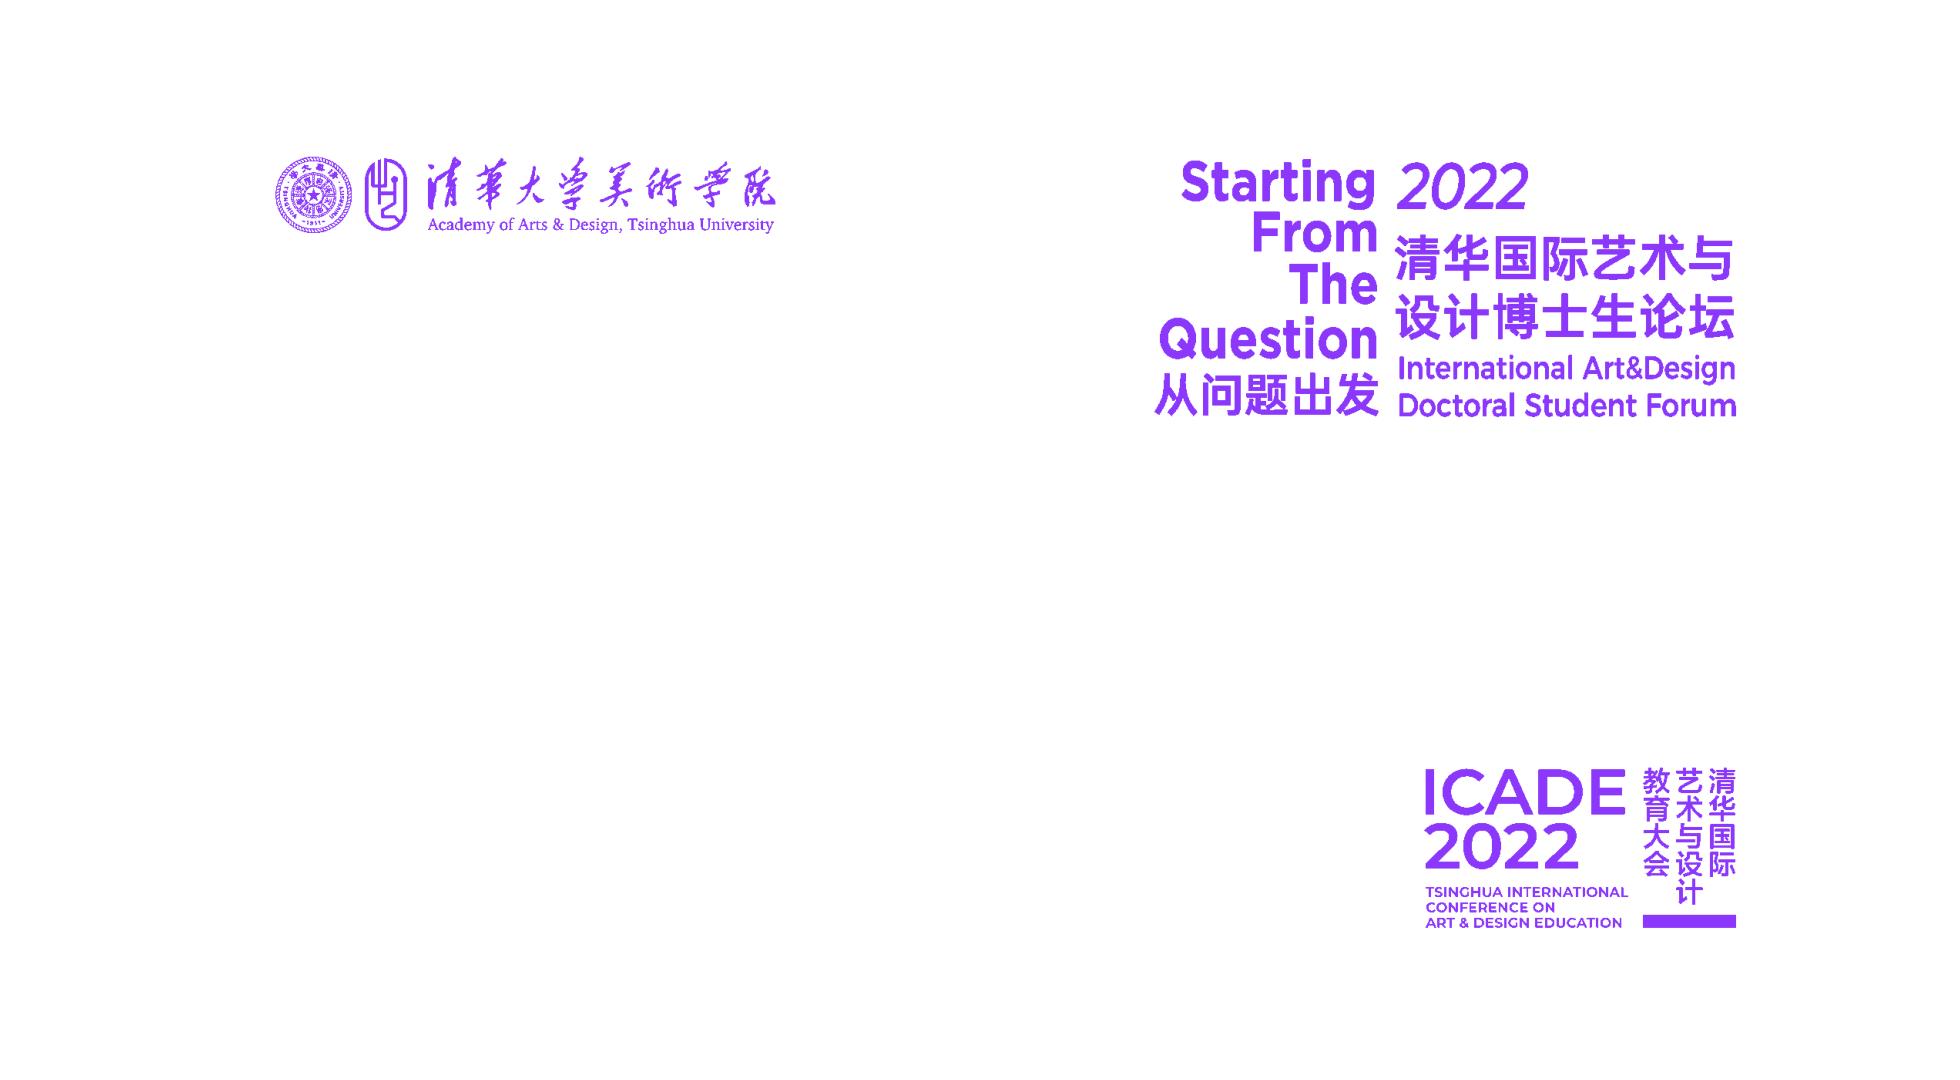 清華大学美術学院
Academy of Arts & Design, Tsinghua University
Starting
From
The
Question
从问题出发
2022
清华国际艺术与
设计博士生论坛
International Art&Design
Doctoral Student Forum
ICADE
2022
TSINGHUA INTERNATIONAL
CONFERENCE ON
ART & DESIGN EDUCATION
清华国际
艺术与设计
教育大会